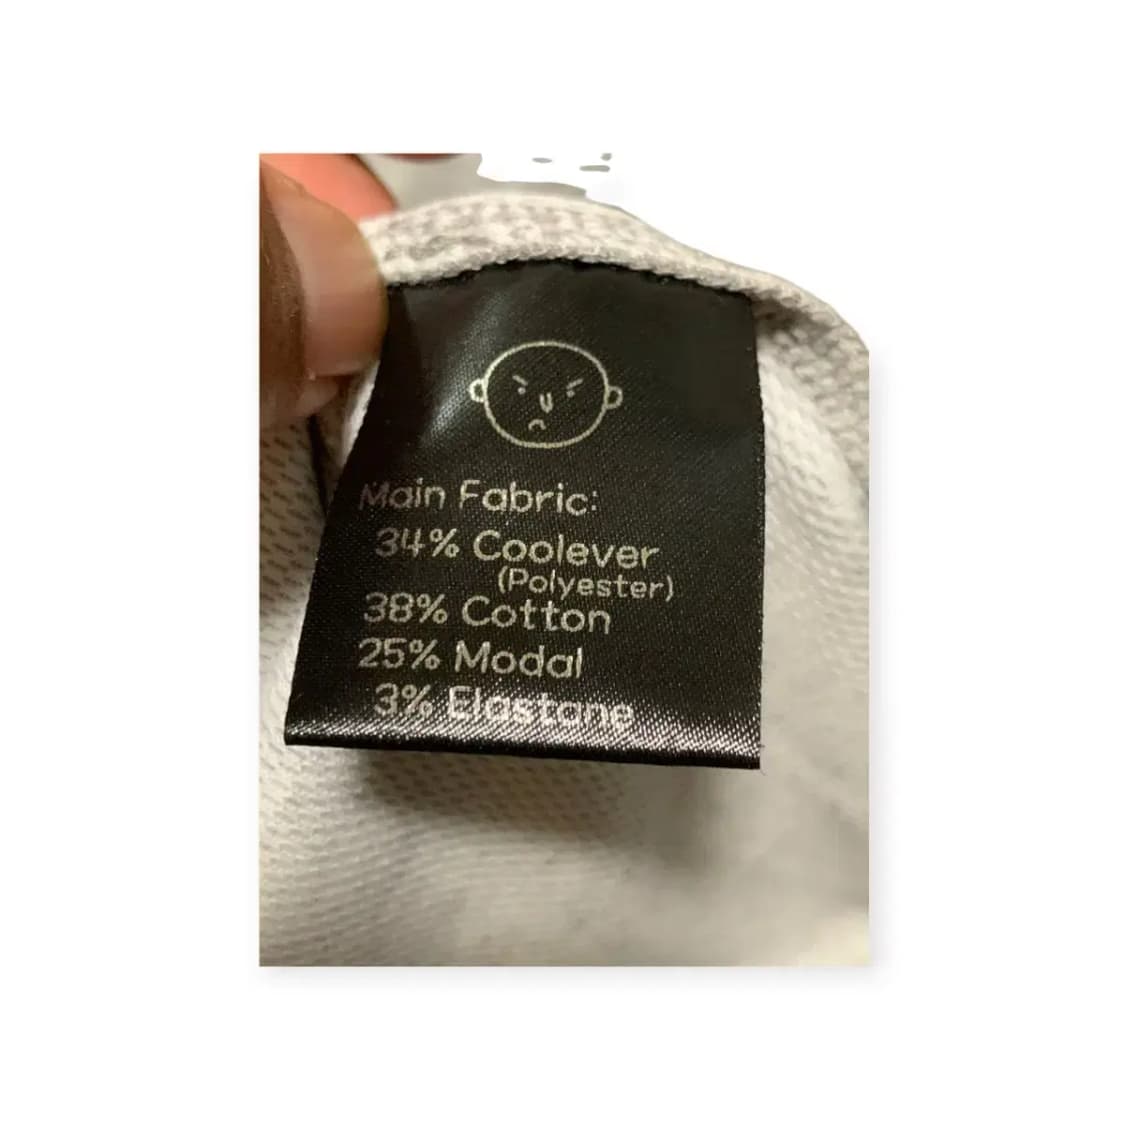 Main Fabric:
34% Coolever
(Polyester)
38% Cotton
25% Modal
3% Elastane